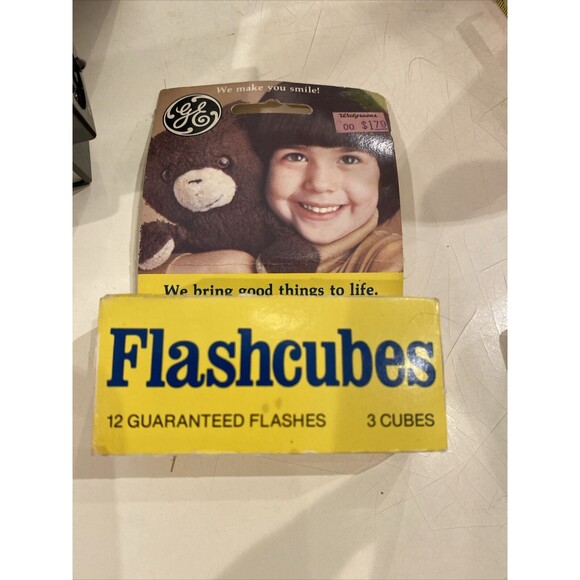 We make you smile!
GE
Walgreens
00 $1.79
We bring good things to life.
Flashcubes
12 GUARANTEED FLASHES 3 CUBES